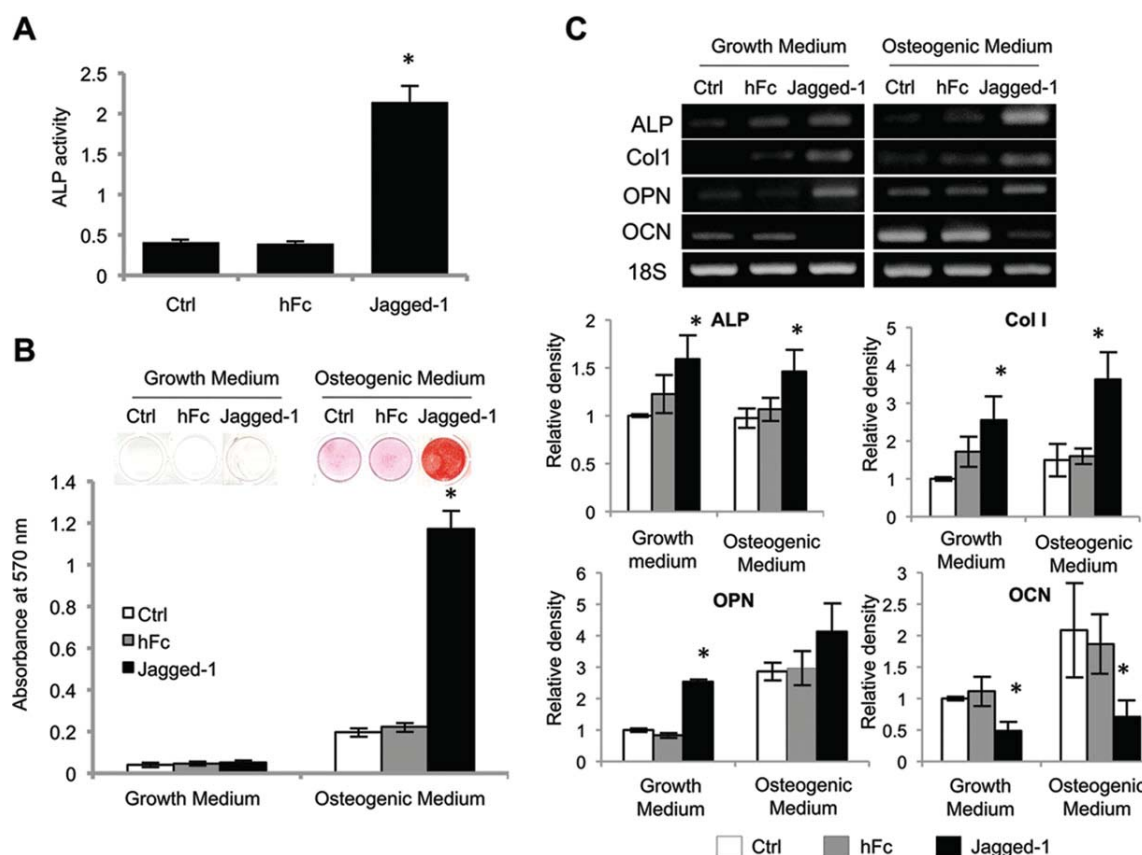 A
2.5
2
1.5
1
0.5
0
ALP activity
*
Ctrl hFc Jagged-1
B
Growth Medium Osteogenic Medium
Ctrl hFc Jagged-1 Ctrl hFc Jagged-1
1.4
1.2
1
0.8
0.6
0.4
0.2
0
Absorbance at 570 nm
*
Ctrl
hFc
Jagged-1
Growth Medium Osteogenic Medium
C
Growth Medium Osteogenic Medium
Ctrl hFc Jagged-1 Ctrl hFc Jagged-1
ALP
Col1
OPN
OCN
18S
ALP
2
1.5
1
0.5
0
Relative density
* *
Growth
medium
Osteogenic
Medium
Col I
5
4
3
2
1
0
Relative density
* *
Growth
Medium
Osteogenic
Medium
OPN
6
5
4
3
2
1
0
Relative density
*
Growth
Medium
Osteogenic
Medium
OCN
3
2.5
2
1.5
1
0.5
0
Relative density
* *
Growth
Medium
Osteogenic
Medium
Ctrl hFc Jagged-1